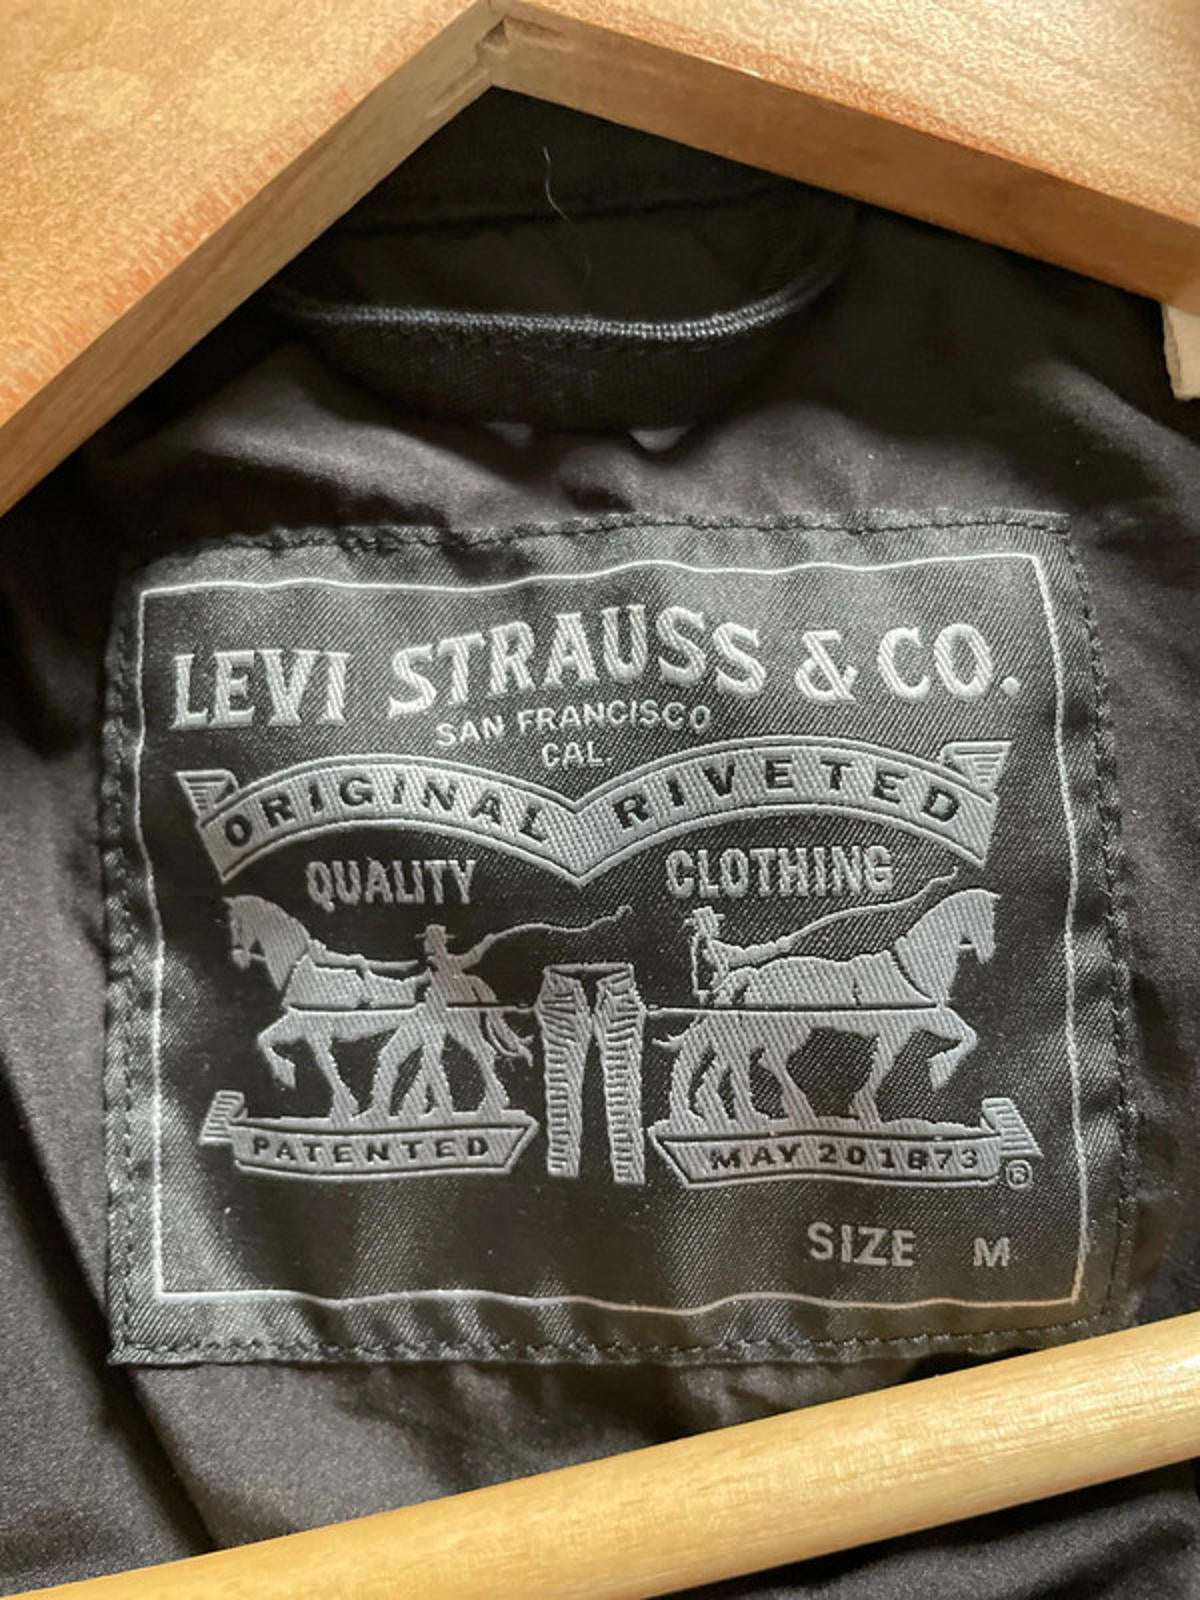 LEVI STRAUSS & CO.
SAN FRANCISCO
CAL.
ORIGINAL RIVETED
QUALITY CLOTHING
PATENTED MAY 20 1873
®
SIZE M